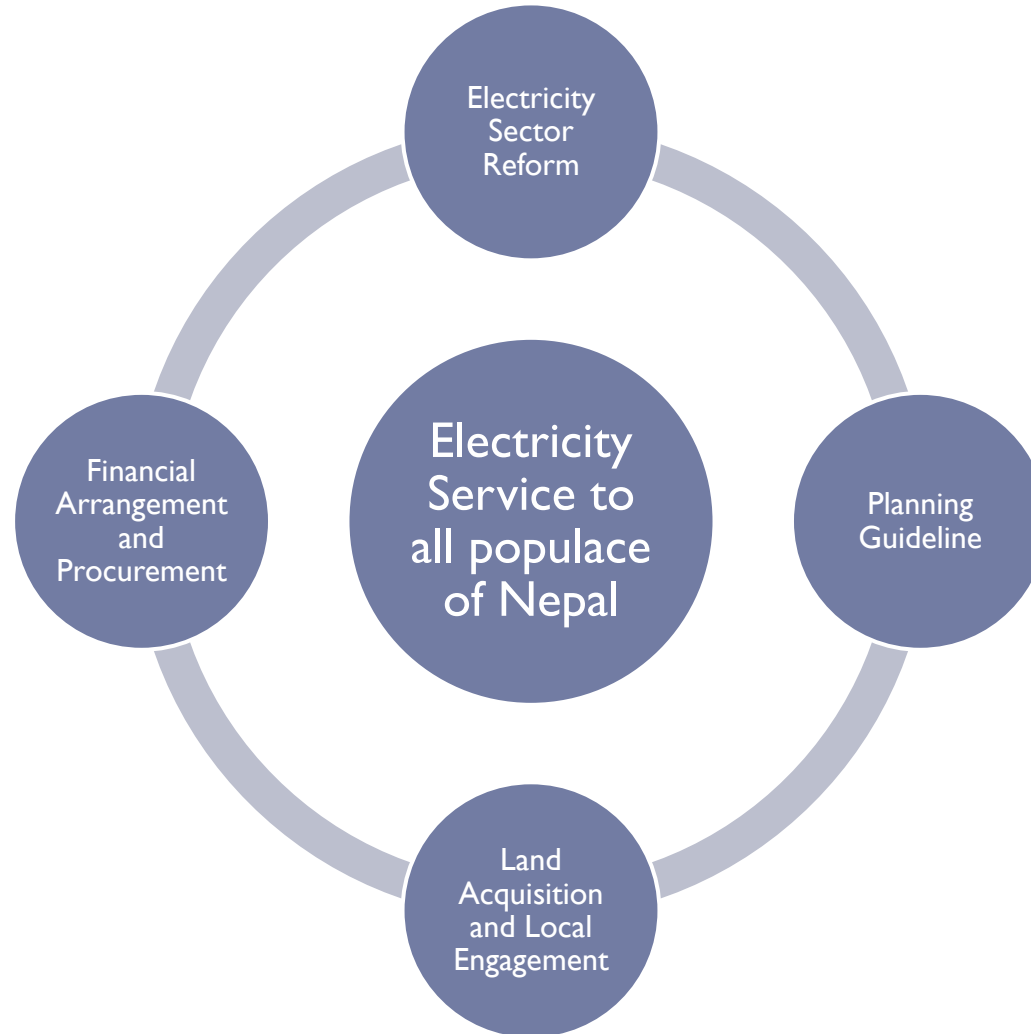 Electricity
Sector
Reform
Financial
Arrangement
and
Procurement
Electricity
Service to
all populace
of Nepal
Planning
Guideline
Land
Acquisition
and Local
Engagement